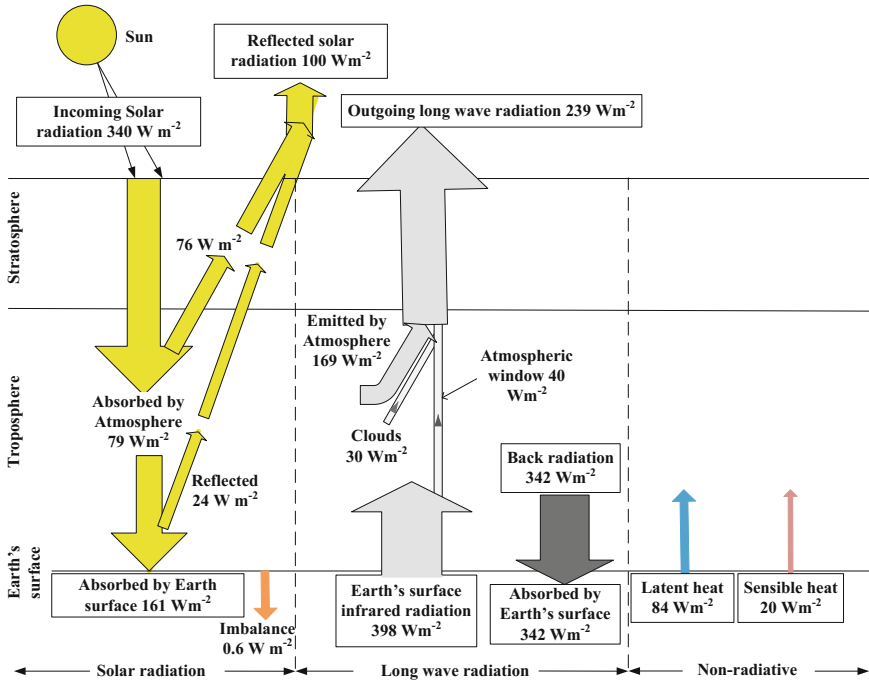 Sun
Reflected solar
radiation 100 Wm⁻²
Incoming Solar
radiation 340 W m⁻²
Outgoing long wave radiation 239 Wm⁻²
Stratosphere
76 W m⁻²
Troposphere
Emitted by
Atmosphere
169 Wm⁻²
Atmospheric
window 40
Wm⁻²
Absorbed by
Atmosphere
79 Wm⁻²
Clouds
30 Wm⁻²
Reflected
24 W m⁻²
Back radiation
342 Wm⁻²
Earth's
surface
Absorbed by Earth
surface 161 Wm⁻²
Imbalance
0.6 W m⁻²
Earth's surface
infrared radiation
398 Wm⁻²
Absorbed by
Earth's surface
342 Wm⁻²
Latent heat
84 Wm⁻²
Sensible heat
20 Wm⁻²
Solar radiation
Long wave radiation
Non-radiative